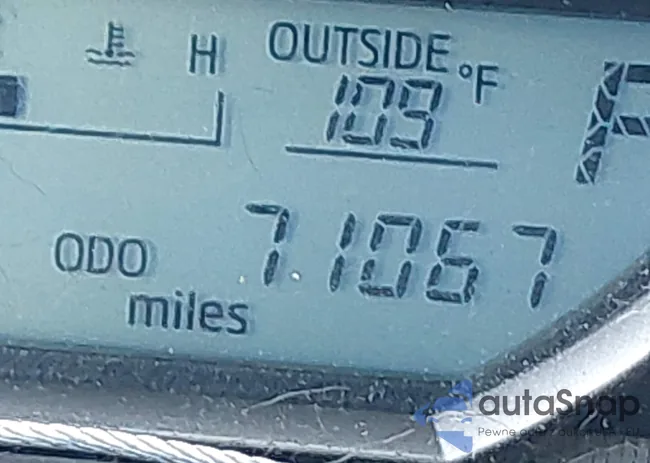 H OUTSIDE °F P
109
ODO 71067
miles
autaSnap